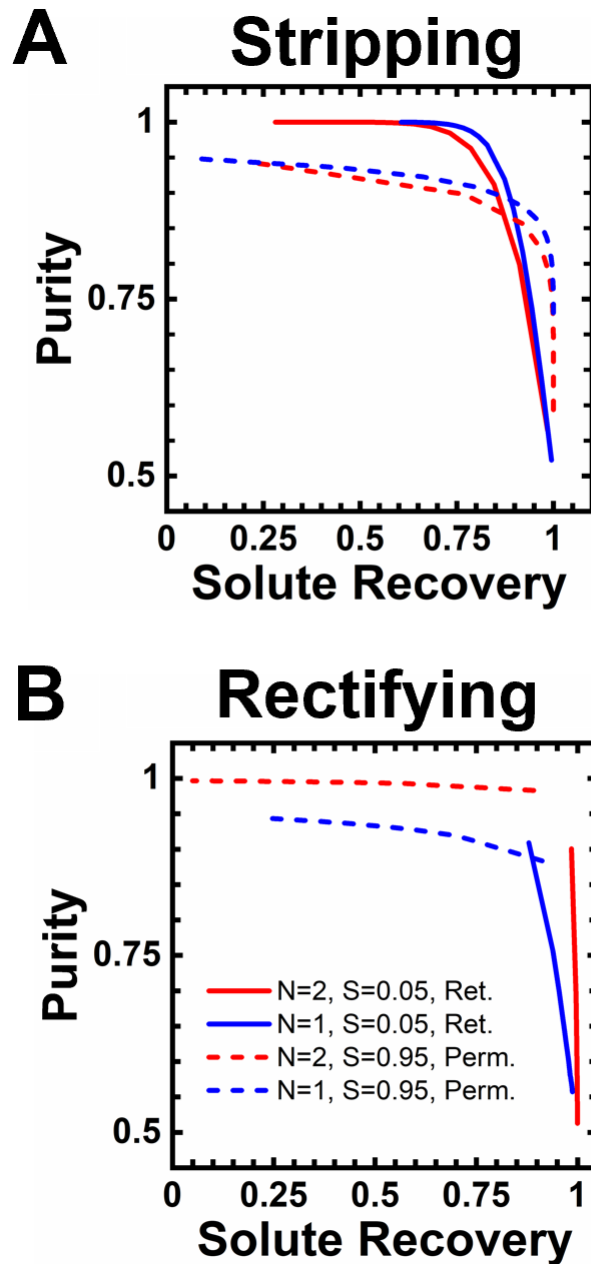 A Stripping
1
0.75
0.5
Purity
0 0.25 0.5 0.75 1
Solute Recovery
B Rectifying
1
0.75
0.5
Purity
N=2, S=0.05, Ret.
N=1, S=0.05, Ret.
N=2, S=0.95, Perm.
N=1, S=0.95, Perm.
0 0.25 0.5 0.75 1
Solute Recovery